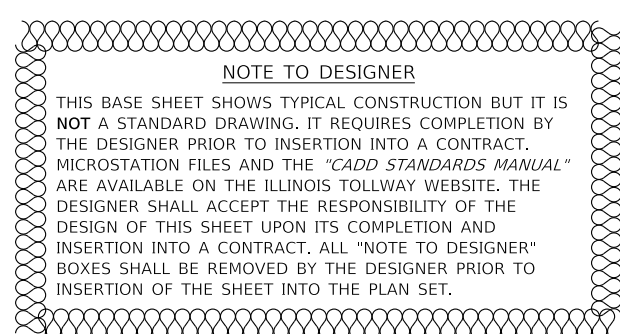 NOTE TO DESIGNER
THIS BASE SHEET SHOWS TYPICAL CONSTRUCTION BUT IT IS
NOT A STANDARD DRAWING. IT REQUIRES COMPLETION BY
THE DESIGNER PRIOR TO INSERTION INTO A CONTRACT.
MICROSTATION FILES AND THE "CADD STANDARDS MANUAL"
ARE AVAILABLE ON THE ILLINOIS TOLLWAY WEBSITE. THE
DESIGNER SHALL ACCEPT THE RESPONSIBILITY OF THE
DESIGN OF THIS SHEET UPON ITS COMPLETION AND
INSERTION INTO A CONTRACT. ALL "NOTE TO DESIGNER"
BOXES SHALL BE REMOVED BY THE DESIGNER PRIOR TO
INSERTION OF THE SHEET INTO THE PLAN SET.